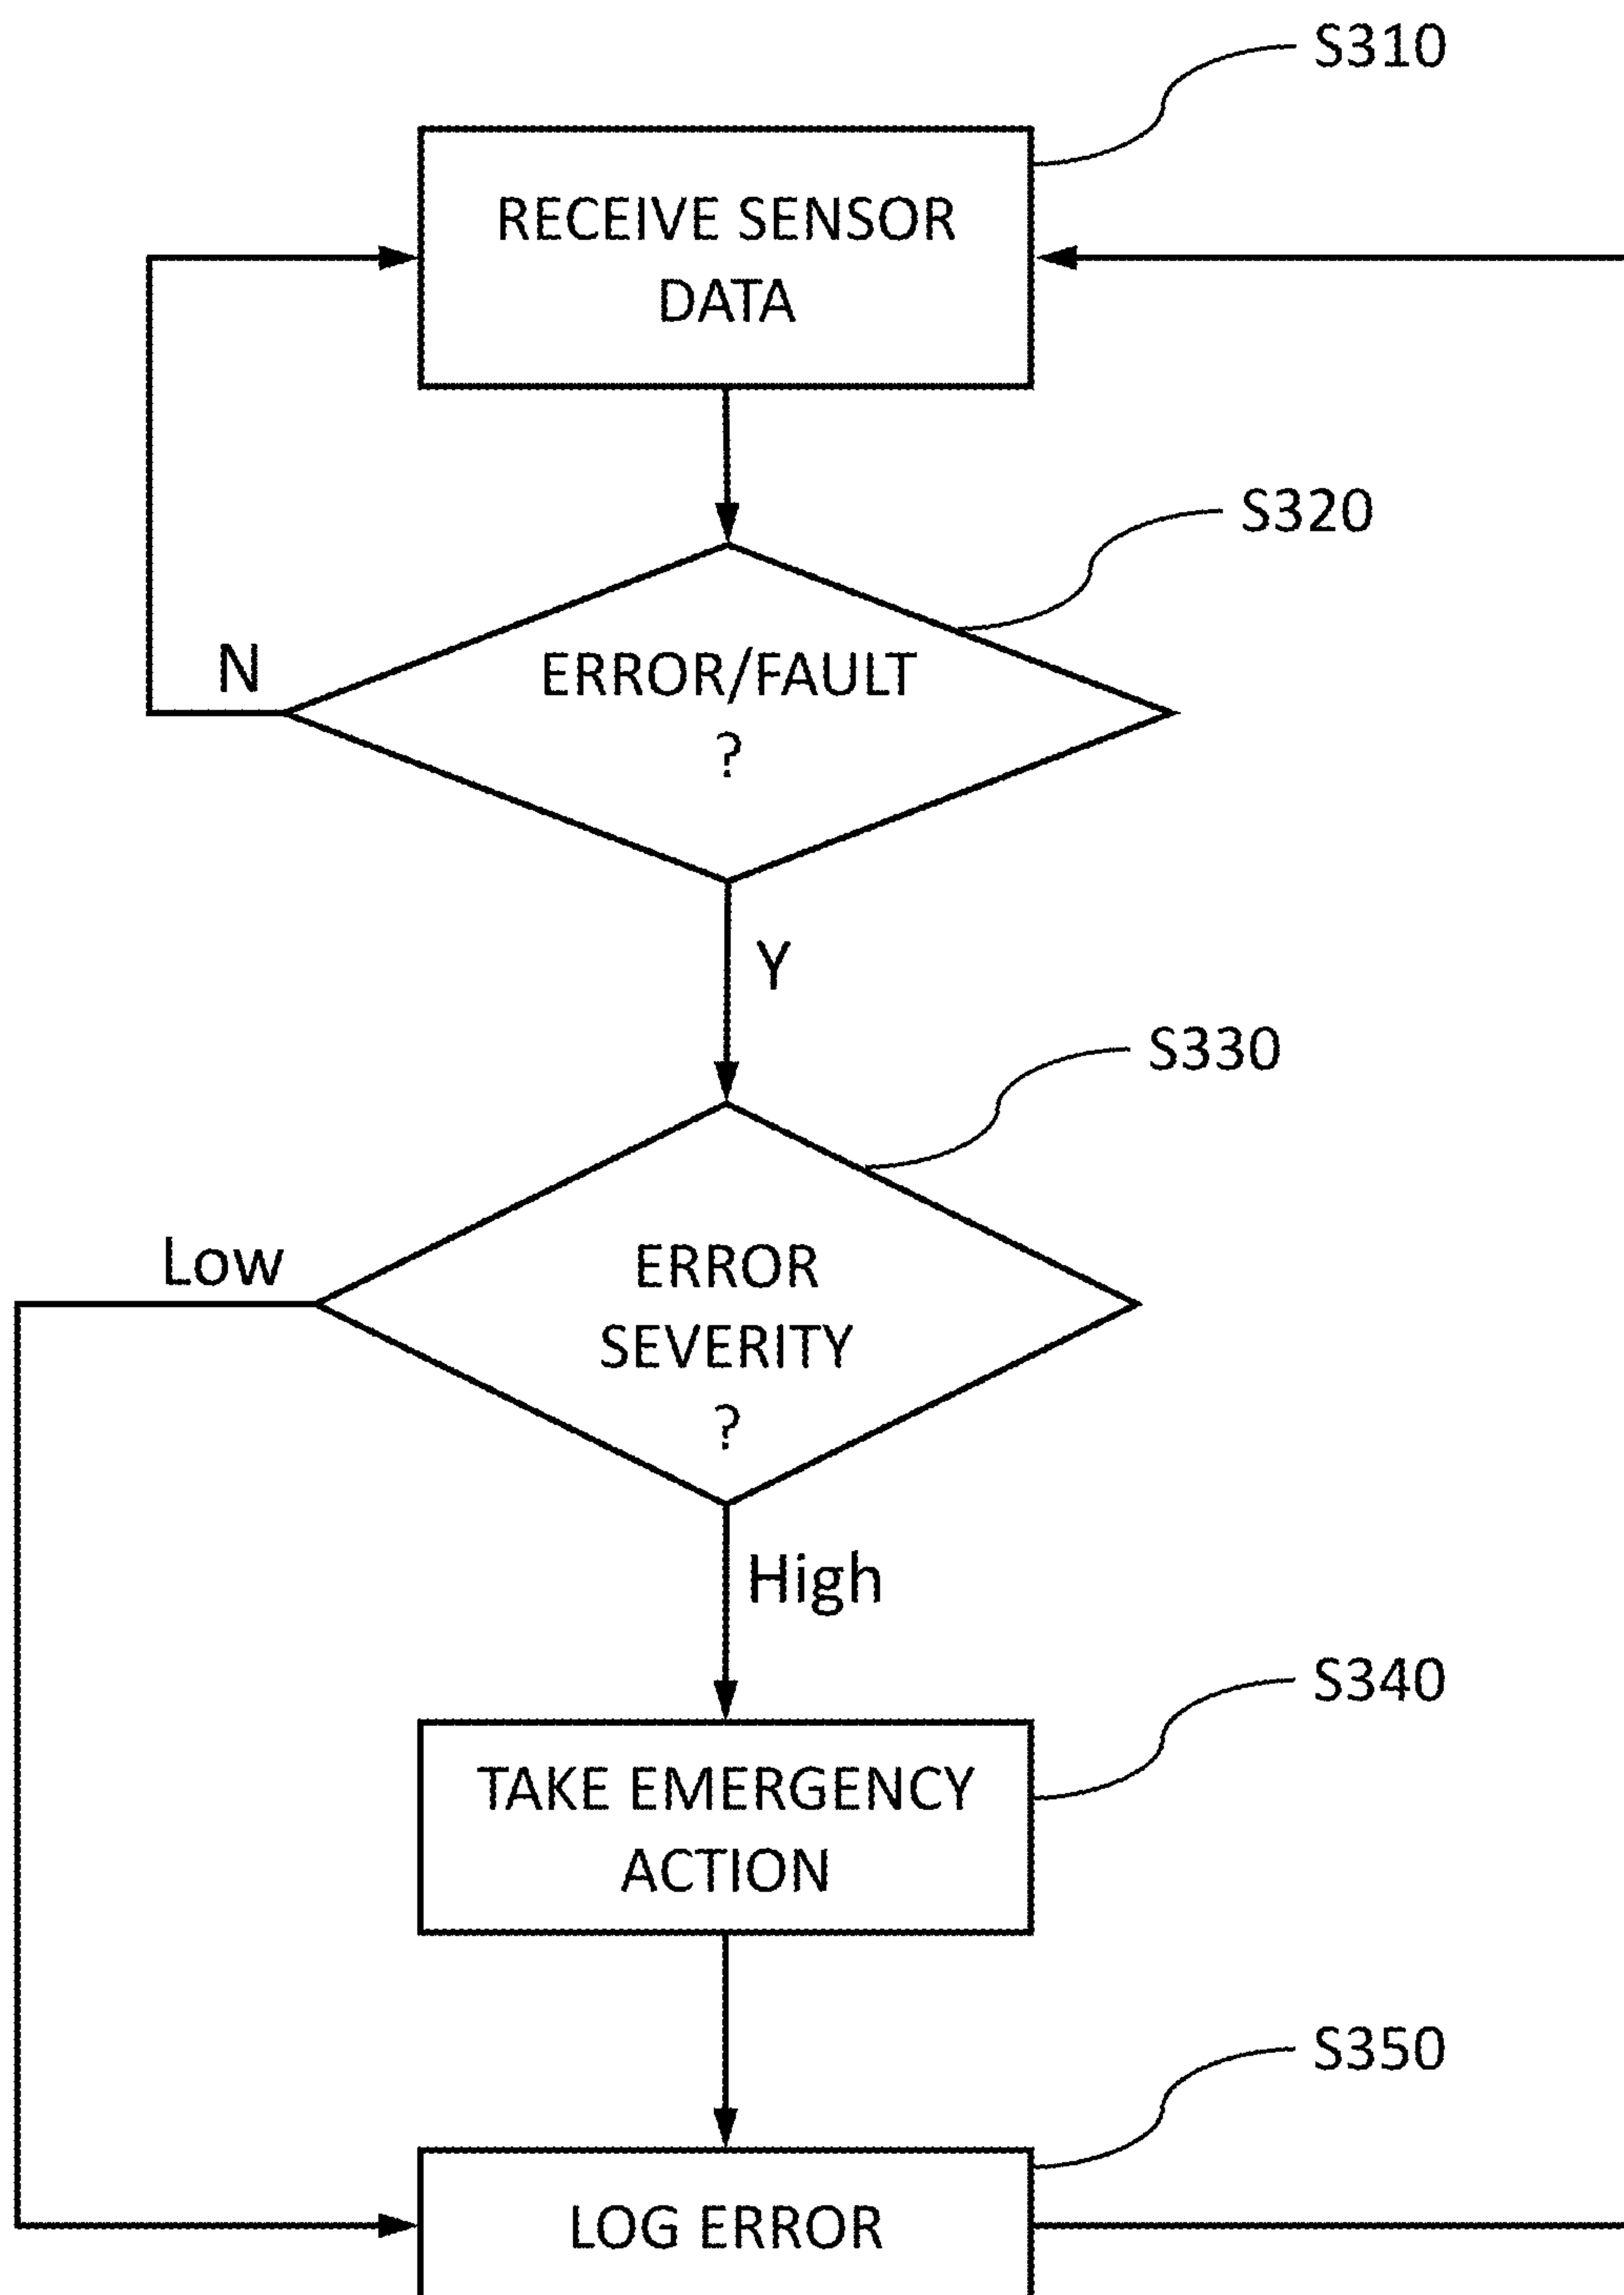 S310
RECEIVE SENSOR
DATA
S320
N
ERROR/FAULT
?
Y
S330
Low
ERROR
SEVERITY
?
High
S340
TAKE EMERGENCY
ACTION
S350
LOG ERROR